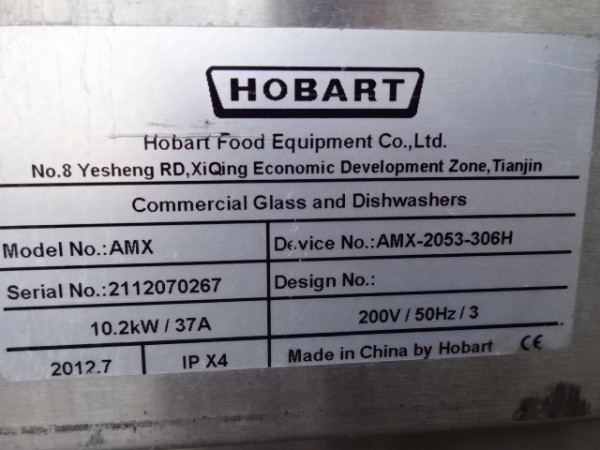 HOBART
Hobart Food Equipment Co.,Ltd.
No.8 Yesheng RD,XiQing Economic Development Zone,Tianjin
Commercial Glass and Dishwashers
Model No.:AMX
Device No.:AMX-2053-306H
Serial No.:2112070267
Design No.:
10.2kW / 37A
200V / 50Hz / 3
2012.7
IP X4
Made in China by Hobart CE